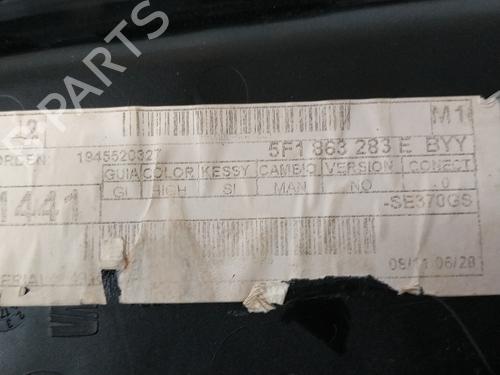 2
M1
ORDEN: 1945520327
5F1 863 283 E BYY
GUIA COLOR KESSY CAMBIO VERSION CONECT
GI HIGH SI MAN NO .0
1441
-SE370GS
B-PARTS